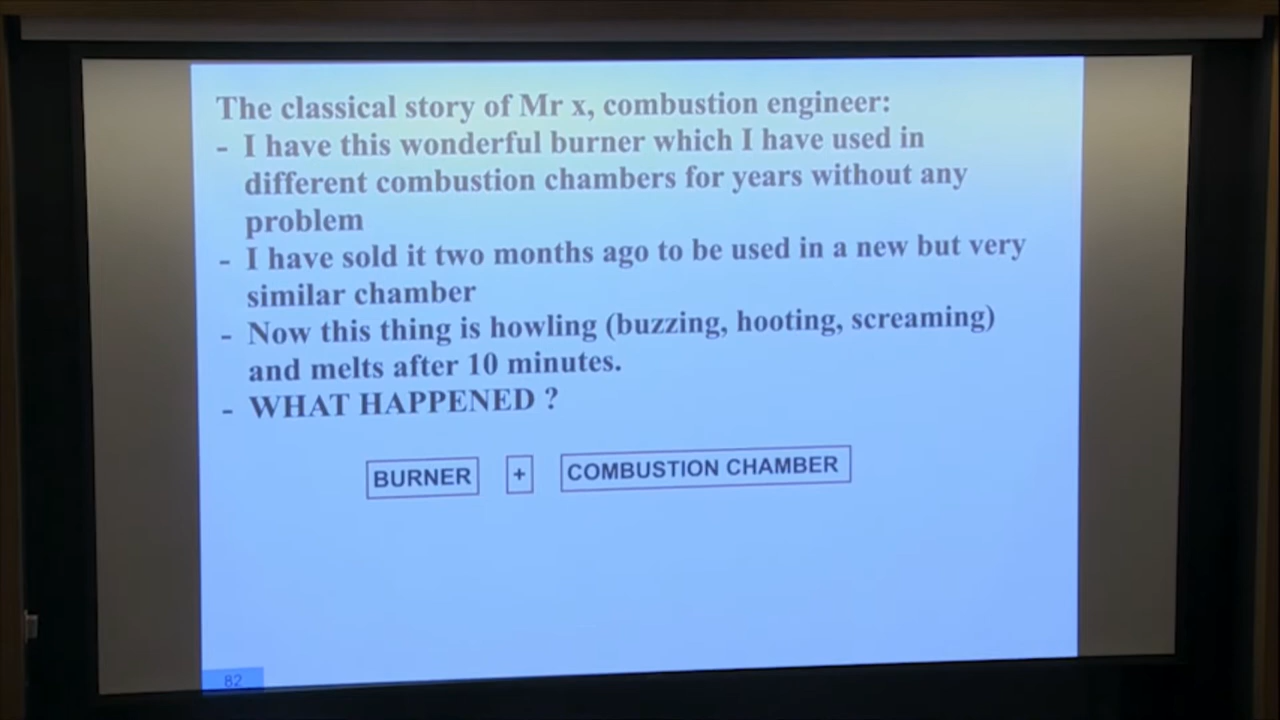 The classical story of Mr x, combustion engineer:
- I have this wonderful burner which I have used in
different combustion chambers for years without any
problem
- I have sold it two months ago to be used in a new but very
similar chamber
- Now this thing is howling (buzzing, hooting, screaming)
and melts after 10 minutes.
- WHAT HAPPENED ?
BURNER + COMBUSTION CHAMBER
82